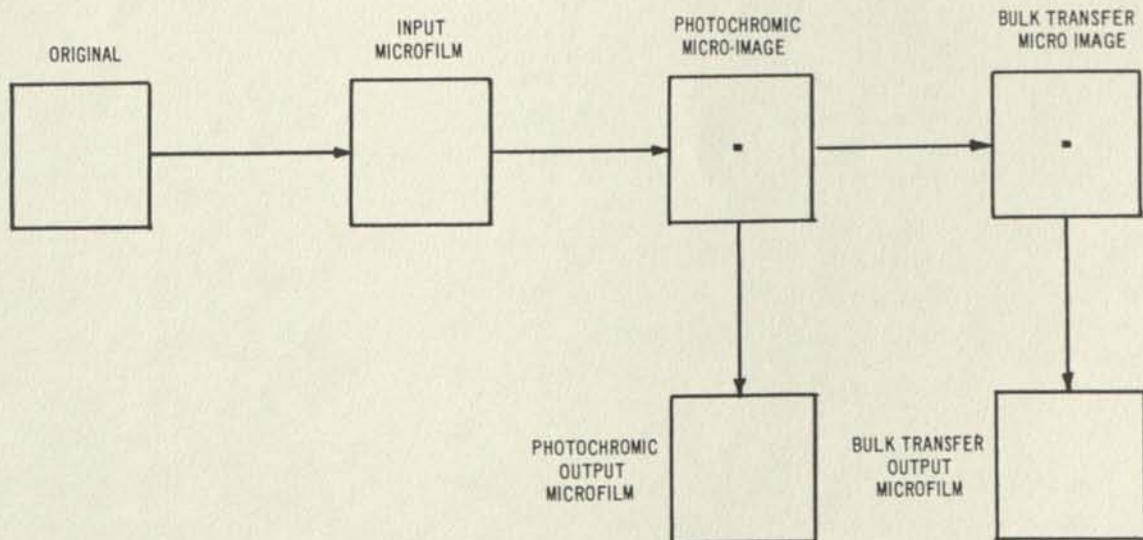 ORIGINAL
INPUT
MICROFILM
PHOTOCHROMIC
MICRO-IMAGE
BULK TRANSFER
MICRO IMAGE
PHOTOCHROMIC
OUTPUT
MICROFILM
BULK TRANSFER
OUTPUT
MICROFILM